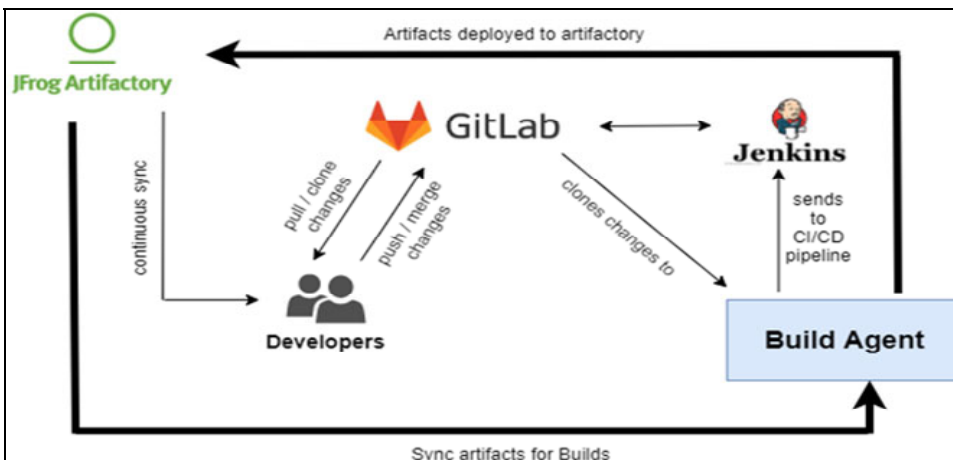 Artifacts deployed to artifactory
JFrog Artifactory
GitLab
Jenkins
continuous sync
pull / clone
changes
push / merge
changes
clones changes to
sends
to
CI/CD
pipeline
Developers
Build Agent
Sync artifacts for Builds